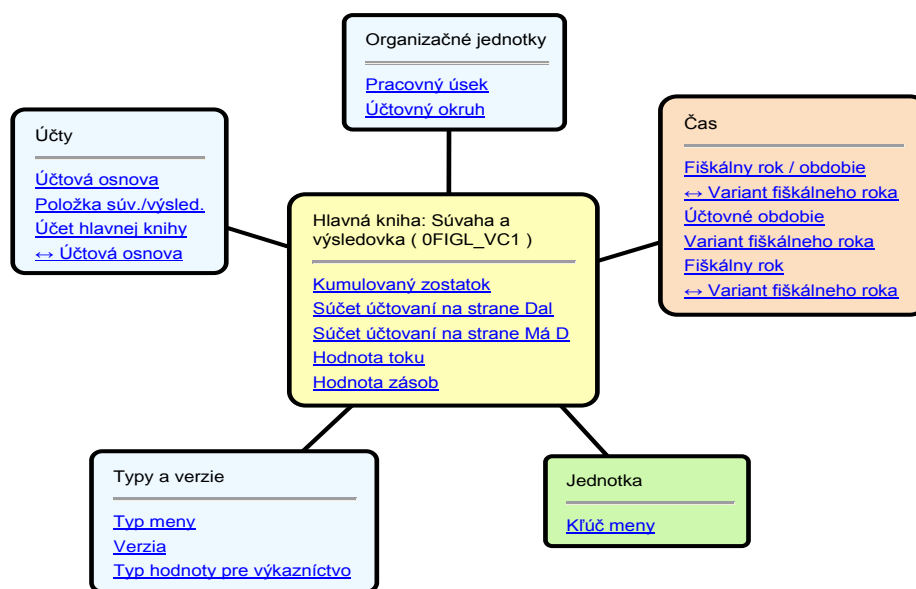 Organizačné jednotky
Pracovný úsek
Účtovný okruh
Účty
Účtová osnova
Položka súv./výsled.
Účet hlavnej knihy
↔ Účtová osnova
Čas
Fiškálny rok / obdobie
↔ Variant fiškálneho roka
Účtovné obdobie
Variant fiškálneho roka
Fiškálny rok
↔ Variant fiškálneho roka
Hlavná kniha: Súvaha a
výsledovka ( 0FIGL_VC1 )
Kumulovaný zostatok
Súčet účtovaní na strane Dal
Súčet účtovaní na strane Má D
Hodnota toku
Hodnota zásob
Typy a verzie
Typ meny
Verzia
Typ hodnoty pre výkazníctvo
Jednotka
Kľúč meny